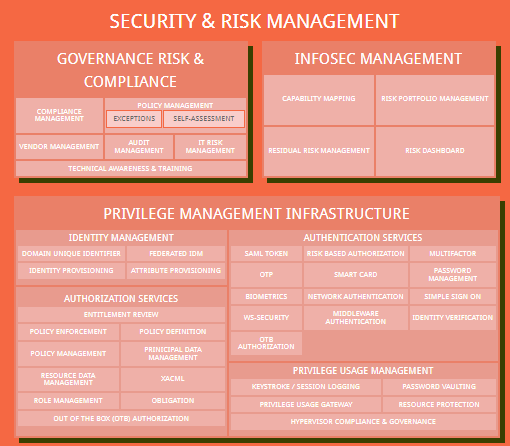 SECURITY & RISK MANAGEMENT
GOVERNANCE RISK &
COMPLIANCE
COMPLIANCE
MANAGEMENT
POLICY MANAGEMENT
EXCEPTIONS
SELF-ASSESSMENT
VENDOR MANAGEMENT
AUDIT
MANAGEMENT
IT RISK
MANAGEMENT
TECHNICAL AWARENESS & TRAINING
INFOSEC MANAGEMENT
CAPABILITY MAPPING
RISK PORTFOLIO MANAGEMENT
RESIDUAL RISK MANAGEMENT
RISK DASHBOARD
PRIVILEGE MANAGEMENT INFRASTRUCTURE
IDENTITY MANAGEMENT
DOMAIN UNIQUE IDENTIFIER
FEDERATED IDM
IDENTITY PROVISIONING
ATTRIBUTE PROVISIONING
AUTHORIZATION SERVICES
ENTITLEMENT REVIEW
POLICY ENFORCEMENT
POLICY DEFINITION
POLICY MANAGEMENT
PRINICIPAL DATA
MANAGEMENT
RESOURCE DATA
MANAGEMENT
XACML
ROLE MANAGEMENT
OBLIGATION
OUT OF THE BOX (OTB) AUTHORIZATION
AUTHENTICATION SERVICES
SAML TOKEN
RISK BASED AUTHORIZATION
MULTIFACTOR
OTP
SMART CARD
PASSWORD
MANAGEMENT
BIOMETRICS
NETWORK AUTHENTICATION
SIMPLE SIGN ON
WS-SECURITY
MIDDLEWARE
AUTHENTICATION
IDENTITY VERIFICATION
OTB
AUTHORIZATION
PRIVILEGE USAGE MANAGEMENT
KEYSTROKE / SESSION LOGGING
PASSWORD VAULTING
PRIVILEGE USAGE GATEWAY
RESOURCE PROTECTION
HYPERVISOR COMPLIANCE & GOVERNANCE